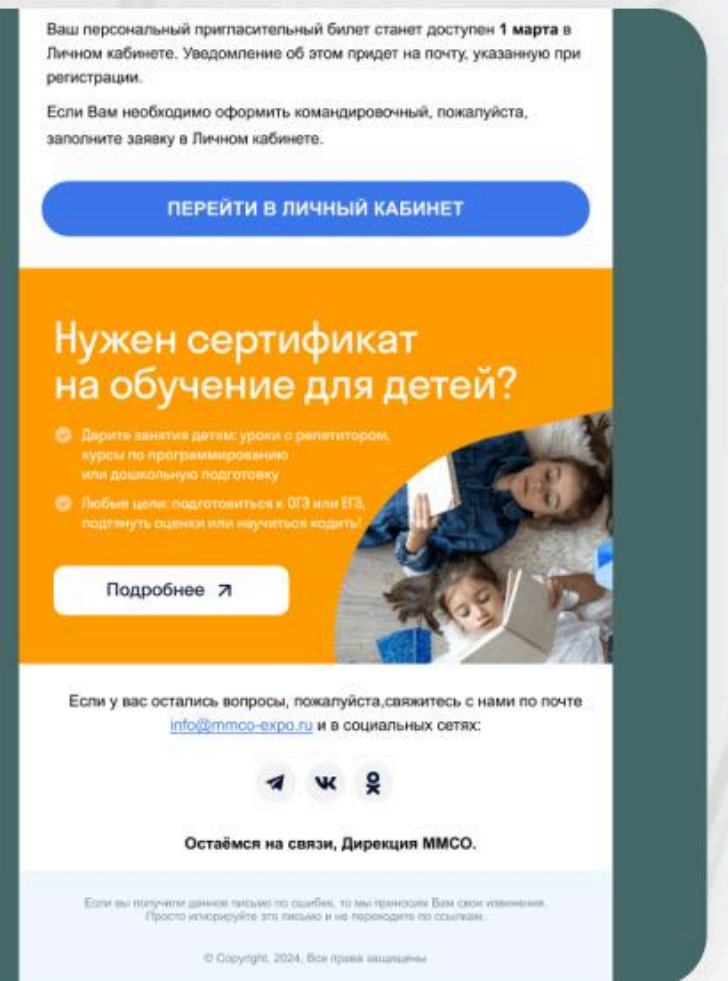 Ваш персональный пригласительный билет станет доступен 1 марта в
Личном кабинете. Уведомление об этом придет на почту, указанную при
регистрации.
Если Вам необходимо оформить командировочный, пожалуйста,
заполните заявку в Личном кабинете.
ПЕРЕЙТИ В ЛИЧНЫЙ КАБИНЕТ
Нужен сертификат
на обучение для детей?
Дарите занятия детям: уроки с репетитором,
курсы по программированию
или дошкольную подготовку
Любые цели: подготовиться к ОГЭ или ЕГЭ,
подтянуть оценки или научиться кодить!
Подробнее
Если у вас остались вопросы, пожалуйста,свяжитесь с нами по почте
info@mmco-expo.ru и в социальных сетях:
Остаёмся на связи, Дирекция ММСО.
Если вы получили данное письмо по ошибке, то мы приносим Вам свои извинения.
Просто игнорируйте это письмо и не переходите по ссылкам.
© Copyright, 2024, Все права защищены